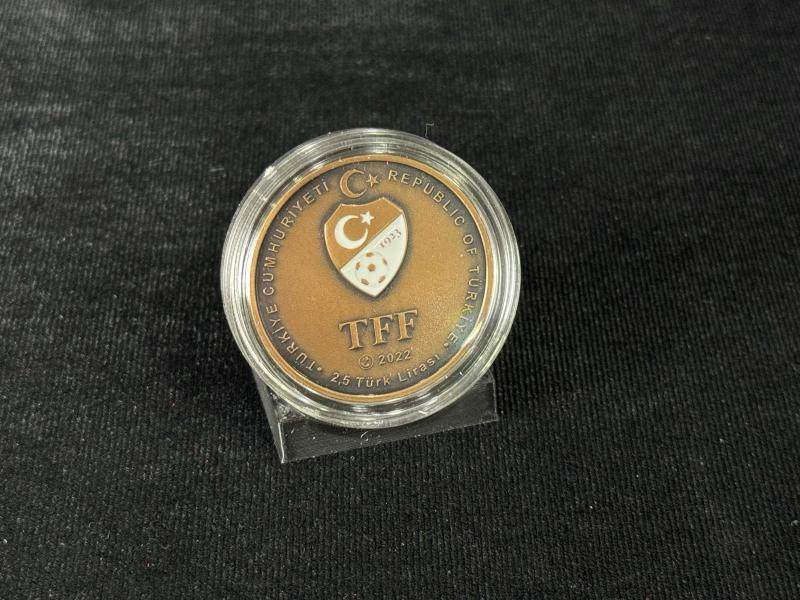 TÜRKİYE CUMHURİYETİ
REPUBLIC OF TÜRKİYE
1923
TFF
© 2022
• 2,5 Türk Lirası •